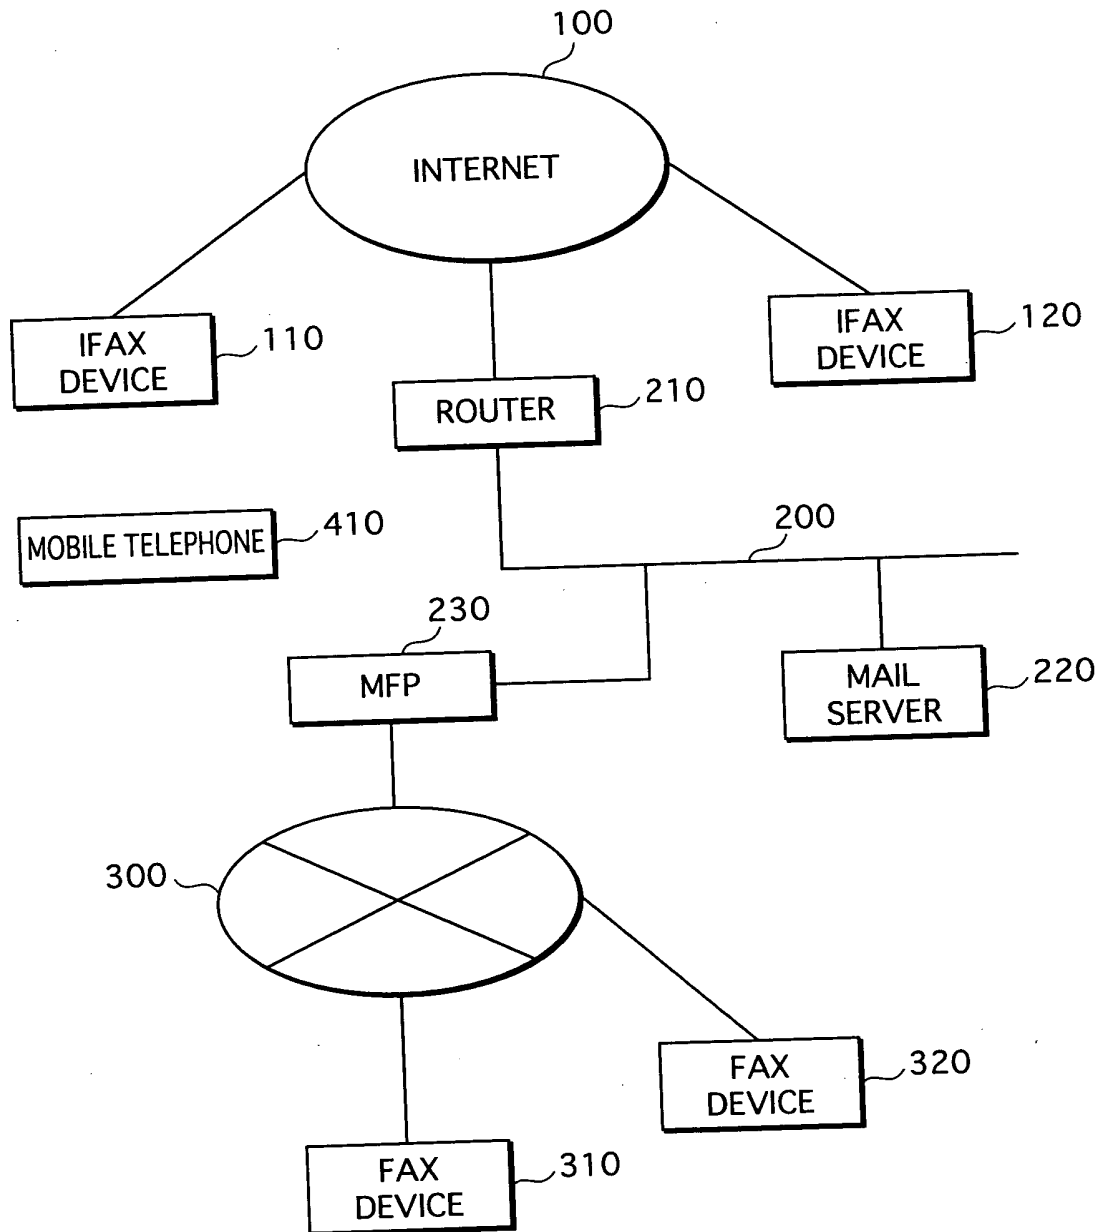 100
INTERNET
IFAX
DEVICE
110
IFAX
DEVICE
120
ROUTER
210
MOBILE TELEPHONE
410
200
230
MFP
MAIL
SERVER
220
300
FAX
DEVICE
320
FAX
DEVICE
310